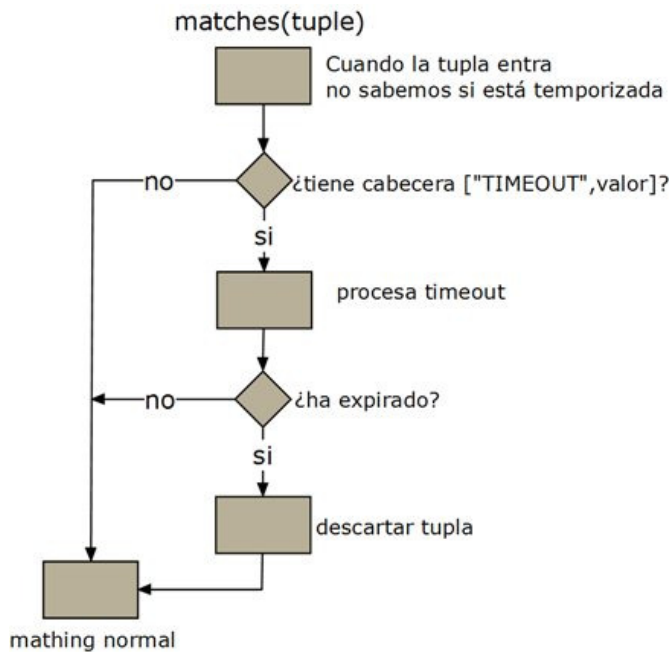 matches(tuple)
Cuando la tupla entra
no sabemos si está temporizada
no
¿tiene cabecera ["TIMEOUT",valor]?
si
procesa timeout
no
¿ha expirado?
si
descartar tupla
mathing normal